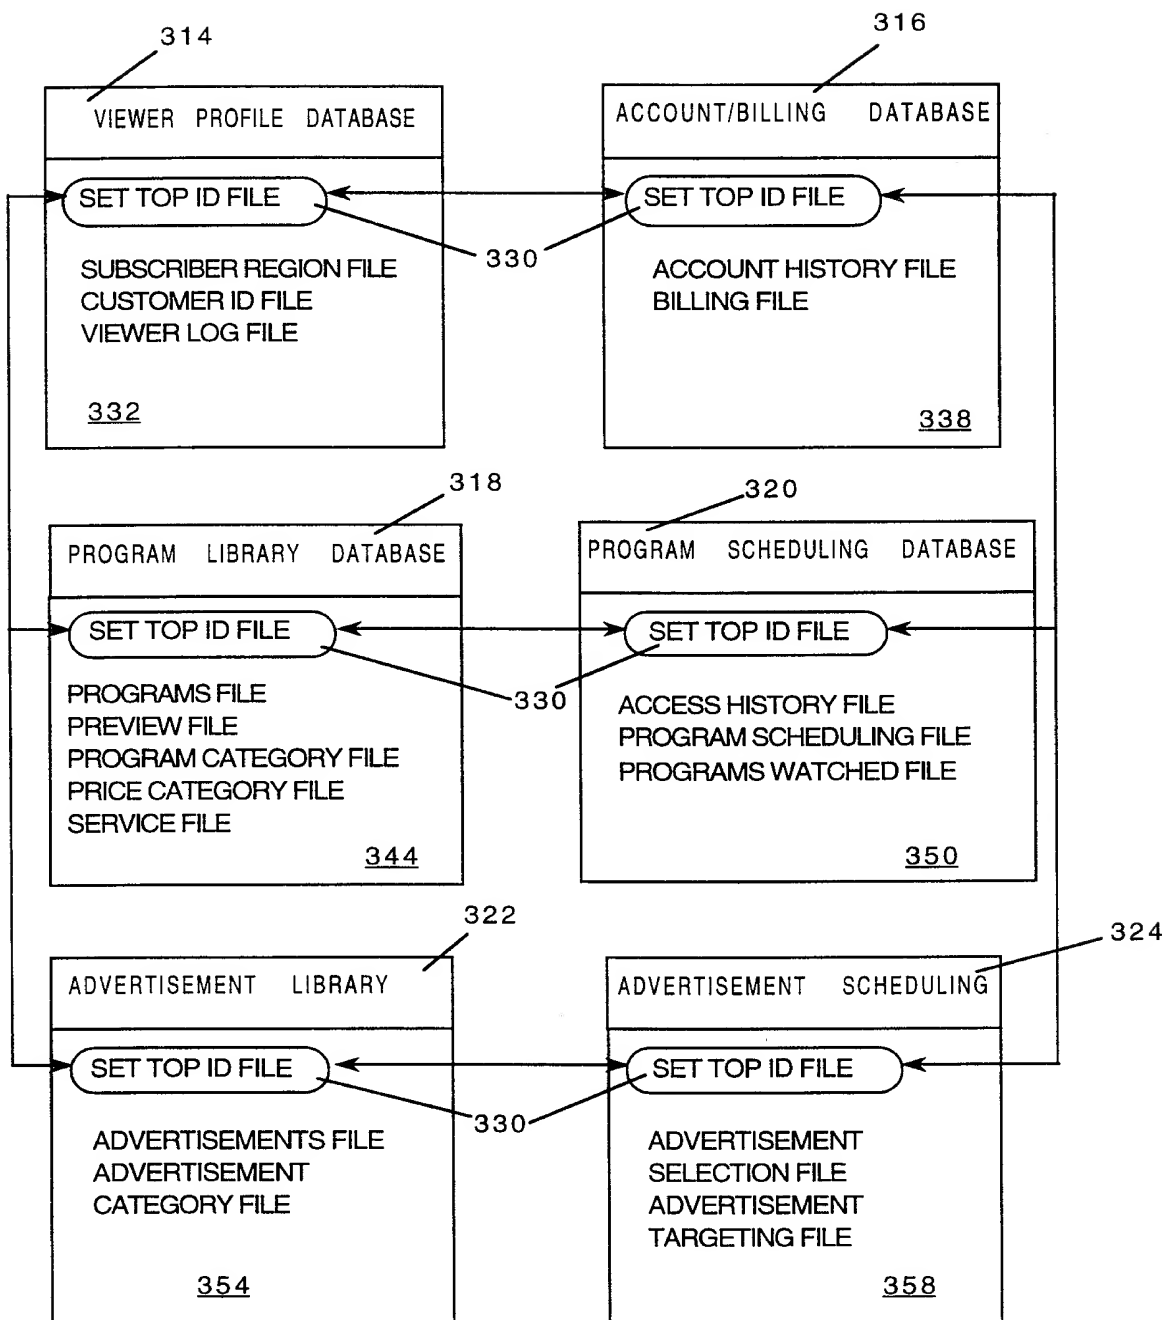 314
316
VIEWER PROFILE DATABASE
ACCOUNT/BILLING DATABASE
SET TOP ID FILE
SET TOP ID FILE
330
SUBSCRIBER REGION FILE
CUSTOMER ID FILE
VIEWER LOG FILE
ACCOUNT HISTORY FILE
BILLING FILE
332
338
318
320
PROGRAM LIBRARY DATABASE
PROGRAM SCHEDULING DATABASE
SET TOP ID FILE
SET TOP ID FILE
330
PROGRAMS FILE
PREVIEW FILE
PROGRAM CATEGORY FILE
PRICE CATEGORY FILE
SERVICE FILE
ACCESS HISTORY FILE
PROGRAM SCHEDULING FILE
PROGRAMS WATCHED FILE
344
350
322
324
ADVERTISEMENT LIBRARY
ADVERTISEMENT SCHEDULING
SET TOP ID FILE
SET TOP ID FILE
330
ADVERTISEMENTS FILE
ADVERTISEMENT
CATEGORY FILE
ADVERTISEMENT
SELECTION FILE
ADVERTISEMENT
TARGETING FILE
354
358